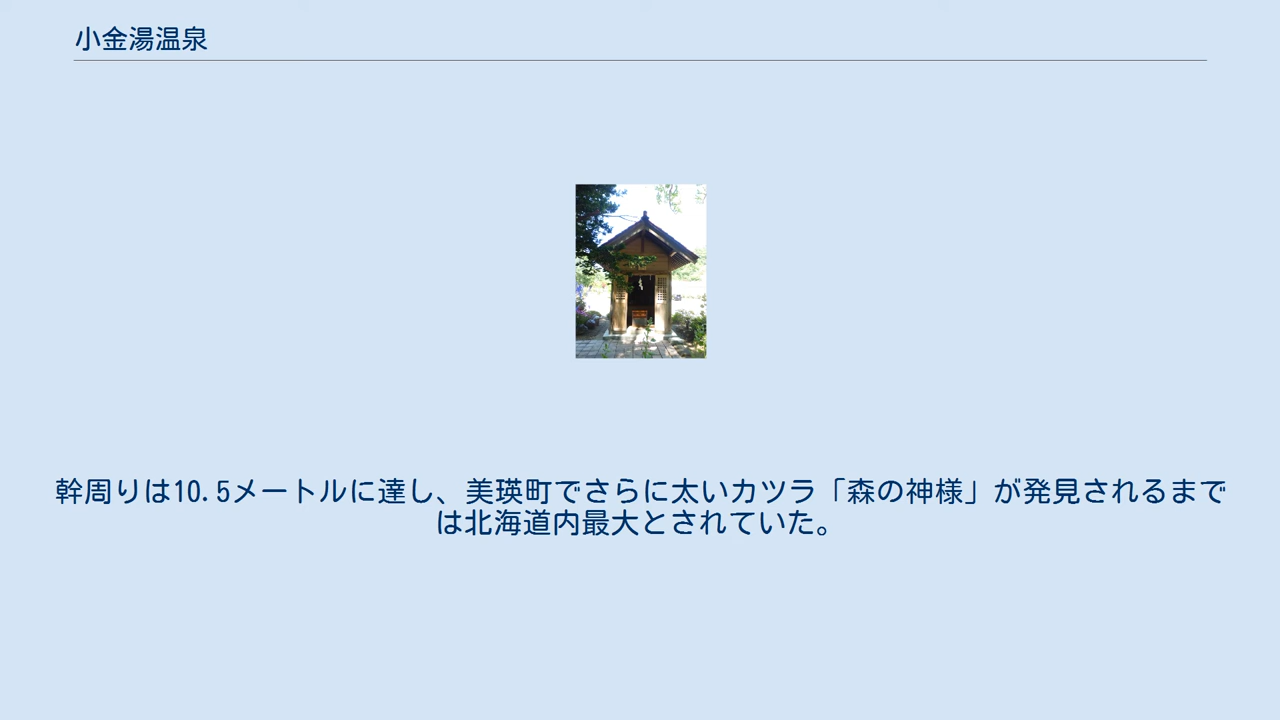 小金湯温泉
幹周りは10.5メートルに達し、美瑛町でさらに太いカツラ「森の神様」が発見されるまで
は北海道内最大とされていた。